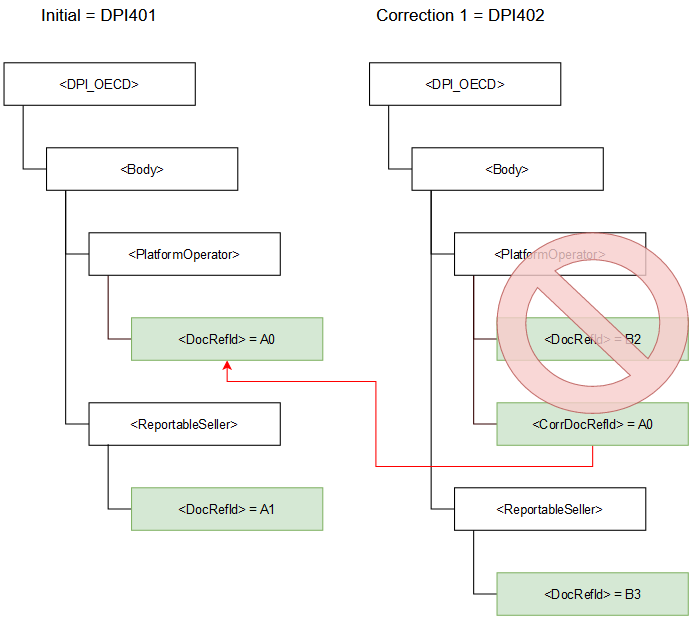 Initial = DPI401
Correction 1 = DPI402
<DPI_OECD>
<Body>
<PlatformOperator>
<DocRefId> = A0
<ReportableSeller>
<DocRefId> = A1
<DPI_OECD>
<Body>
<PlatformOperator>
<DocRefId> = B2
<CorrDocRefId> = A0
<ReportableSeller>
<DocRefId> = B3